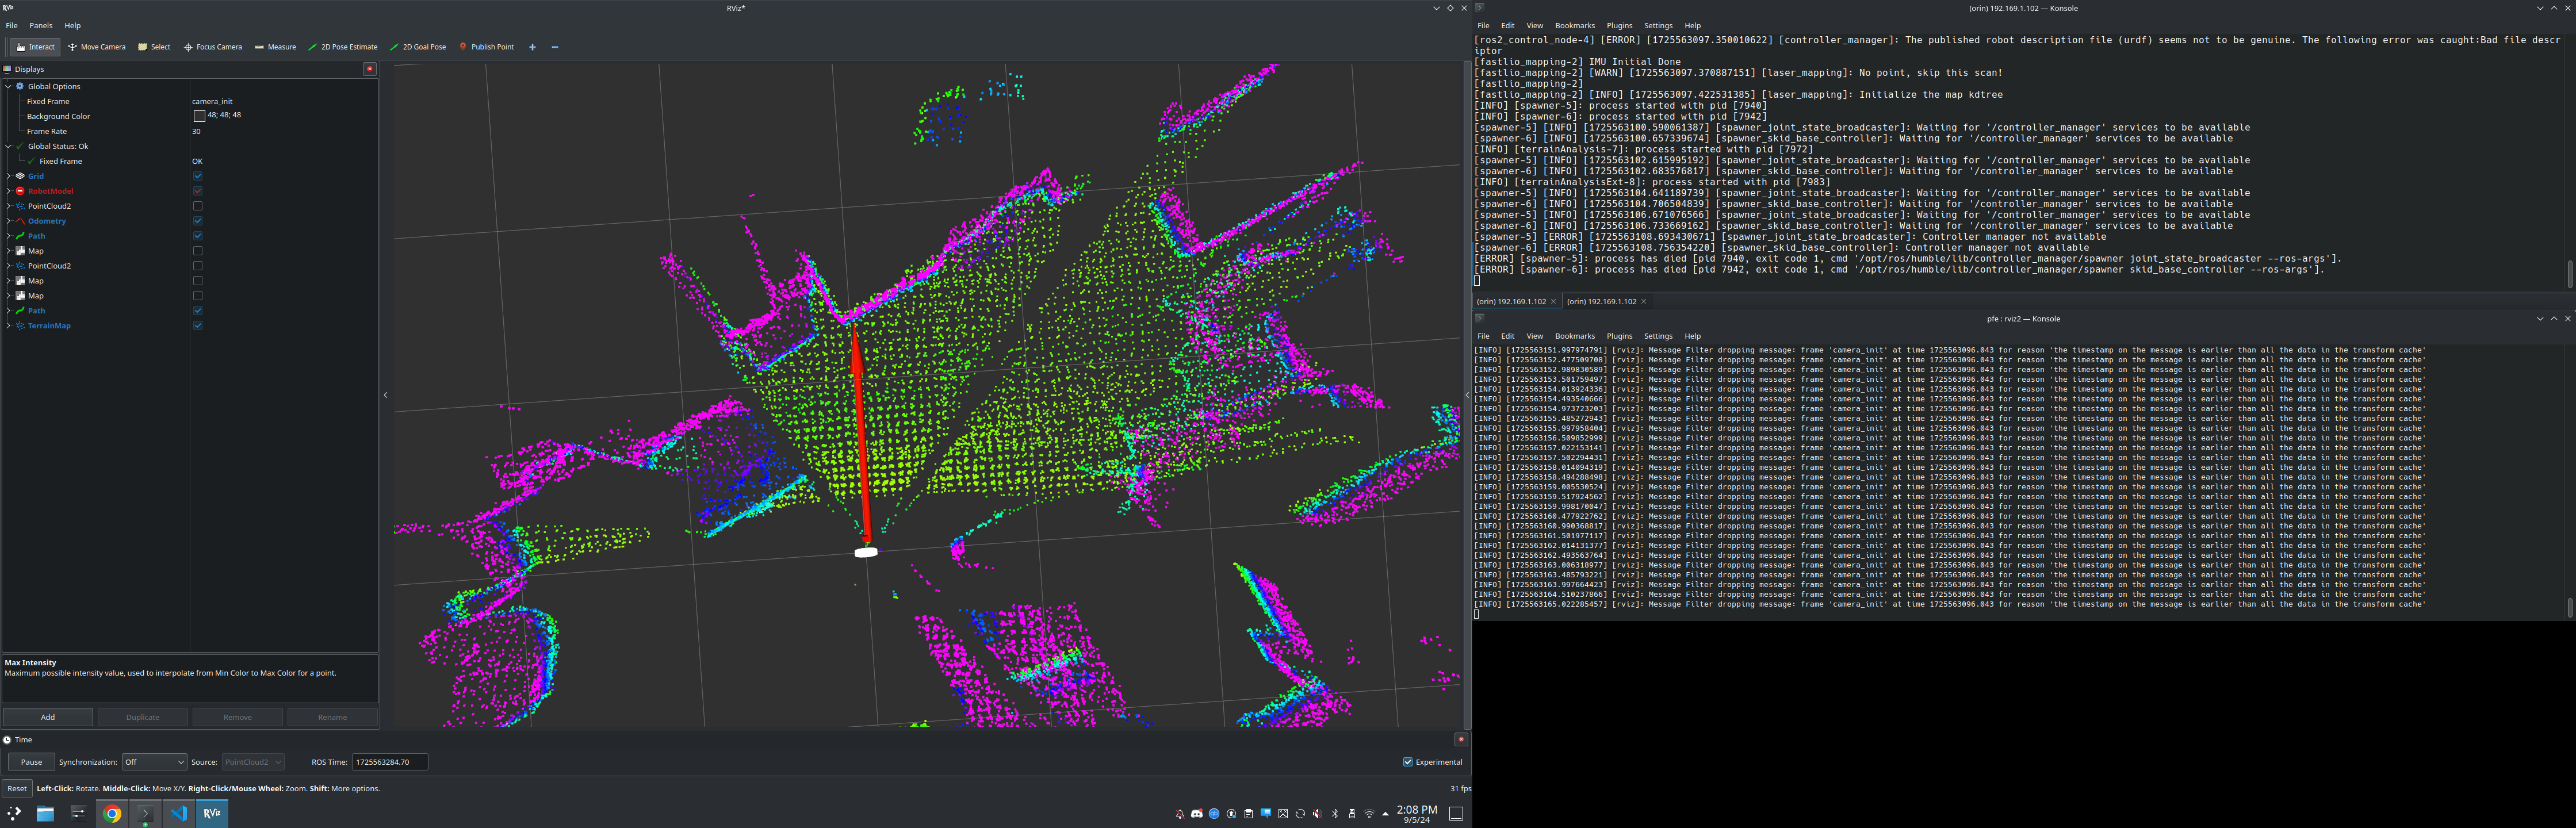 RViz*
File Panels Help
Interact Move Camera Select Focus Camera Measure 2D Pose Estimate 2D Goal Pose Publish Point
Displays
Global Options
Fixed Frame camera_init
Background Color 48; 48; 48
Frame Rate 30
Global Status: Ok
Fixed Frame OK
Grid
RobotModel
PointCloud2
Odometry
Path
Map
PointCloud2
Map
Map
Path
TerrainMap
Max Intensity
Maximum possible intensity value, used to interpolate from Min Color to Max Color for a point.
Add Duplicate Remove Rename
Time
Pause Synchronization: Off Source: PointCloud2 ROS Time: 1725563284.70 Experimental
Reset Left-Click: Rotate. Middle-Click: Move X/Y. Right-Click/Mouse Wheel: Zoom. Shift: More options. 31 fps
RViz
2:08 PM
9/5/24
(orin) 192.169.1.102 — Konsole
File Edit View Bookmarks Plugins Settings Help
[ros2_control_node-4] [ERROR] [1725563097.350010622] [controller_manager]: The published robot description file (urdf) seems not to be genuine. The following error was caught:Bad file descr
iptor
[fastlio_mapping-2] IMU Initial Done
[fastlio_mapping-2] [WARN] [1725563097.370887151] [laser_mapping]: No point, skip this scan!
[fastlio_mapping-2]
[fastlio_mapping-2] [INFO] [1725563097.422531385] [laser_mapping]: Initialize the map kdtree
[INFO] [spawner-5]: process started with pid [7940]
[INFO] [spawner-6]: process started with pid [7942]
[spawner-5] [INFO] [1725563100.590061387] [spawner_joint_state_broadcaster]: Waiting for '/controller_manager' services to be available
[spawner-6] [INFO] [1725563100.657339674] [spawner_skid_base_controller]: Waiting for '/controller_manager' services to be available
[INFO] [terrainAnalysis-7]: process started with pid [7972]
[spawner-5] [INFO] [1725563102.615995192] [spawner_joint_state_broadcaster]: Waiting for '/controller_manager' services to be available
[spawner-6] [INFO] [1725563102.683576817] [spawner_skid_base_controller]: Waiting for '/controller_manager' services to be available
[INFO] [terrainAnalysisExt-8]: process started with pid [7983]
[spawner-5] [INFO] [1725563104.641189739] [spawner_joint_state_broadcaster]: Waiting for '/controller_manager' services to be available
[spawner-6] [INFO] [1725563104.706504839] [spawner_skid_base_controller]: Waiting for '/controller_manager' services to be available
[spawner-5] [INFO] [1725563106.671076566] [spawner_joint_state_broadcaster]: Waiting for '/controller_manager' services to be available
[spawner-6] [INFO] [1725563106.733669162] [spawner_skid_base_controller]: Waiting for '/controller_manager' services to be available
[spawner-5] [ERROR] [1725563108.693430671] [spawner_joint_state_broadcaster]: Controller manager not available
[spawner-6] [ERROR] [1725563108.756354220] [spawner_skid_base_controller]: Controller manager not available
[ERROR] [spawner-5]: process has died [pid 7940, exit code 1, cmd '/opt/ros/humble/lib/controller_manager/spawner joint_state_broadcaster --ros-args'].
[ERROR] [spawner-6]: process has died [pid 7942, exit code 1, cmd '/opt/ros/humble/lib/controller_manager/spawner skid_base_controller --ros-args'].
(orin) 192.169.1.102 (orin) 192.169.1.102
pfe : rviz2 — Konsole
File Edit View Bookmarks Plugins Settings Help
[INFO] [1725563151.997974791] [rviz]: Message Filter dropping message: frame 'camera_init' at time 1725563096.043 for reason 'the timestamp on the message is earlier than all the data in the transform cache'
[INFO] [1725563152.477509708] [rviz]: Message Filter dropping message: frame 'camera_init' at time 1725563096.043 for reason 'the timestamp on the message is earlier than all the data in the transform cache'
[INFO] [1725563152.989830589] [rviz]: Message Filter dropping message: frame 'camera_init' at time 1725563096.043 for reason 'the timestamp on the message is earlier than all the data in the transform cache'
[INFO] [1725563153.501759497] [rviz]: Message Filter dropping message: frame 'camera_init' at time 1725563096.043 for reason 'the timestamp on the message is earlier than all the data in the transform cache'
[INFO] [1725563154.013924336] [rviz]: Message Filter dropping message: frame 'camera_init' at time 1725563096.043 for reason 'the timestamp on the message is earlier than all the data in the transform cache'
[INFO] [1725563154.493540666] [rviz]: Message Filter dropping message: frame 'camera_init' at time 1725563096.043 for reason 'the timestamp on the message is earlier than all the data in the transform cache'
[INFO] [1725563154.973723203] [rviz]: Message Filter dropping message: frame 'camera_init' at time 1725563096.043 for reason 'the timestamp on the message is earlier than all the data in the transform cache'
[INFO] [1725563155.485272943] [rviz]: Message Filter dropping message: frame 'camera_init' at time 1725563096.043 for reason 'the timestamp on the message is earlier than all the data in the transform cache'
[INFO] [1725563155.997958404] [rviz]: Message Filter dropping message: frame 'camera_init' at time 1725563096.043 for reason 'the timestamp on the message is earlier than all the data in the transform cache'
[INFO] [1725563156.509852999] [rviz]: Message Filter dropping message: frame 'camera_init' at time 1725563096.043 for reason 'the timestamp on the message is earlier than all the data in the transform cache'
[INFO] [1725563157.022153141] [rviz]: Message Filter dropping message: frame 'camera_init' at time 1725563096.043 for reason 'the timestamp on the message is earlier than all the data in the transform cache'
[INFO] [1725563157.502294431] [rviz]: Message Filter dropping message: frame 'camera_init' at time 1725563096.043 for reason 'the timestamp on the message is earlier than all the data in the transform cache'
[INFO] [1725563158.014094319] [rviz]: Message Filter dropping message: frame 'camera_init' at time 1725563096.043 for reason 'the timestamp on the message is earlier than all the data in the transform cache'
[INFO] [1725563158.494288498] [rviz]: Message Filter dropping message: frame 'camera_init' at time 1725563096.043 for reason 'the timestamp on the message is earlier than all the data in the transform cache'
[INFO] [1725563159.005530524] [rviz]: Message Filter dropping message: frame 'camera_init' at time 1725563096.043 for reason 'the timestamp on the message is earlier than all the data in the transform cache'
[INFO] [1725563159.517924562] [rviz]: Message Filter dropping message: frame 'camera_init' at time 1725563096.043 for reason 'the timestamp on the message is earlier than all the data in the transform cache'
[INFO] [1725563159.998170047] [rviz]: Message Filter dropping message: frame 'camera_init' at time 1725563096.043 for reason 'the timestamp on the message is earlier than all the data in the transform cache'
[INFO] [1725563160.477922762] [rviz]: Message Filter dropping message: frame 'camera_init' at time 1725563096.043 for reason 'the timestamp on the message is earlier than all the data in the transform cache'
[INFO] [1725563160.990368817] [rviz]: Message Filter dropping message: frame 'camera_init' at time 1725563096.043 for reason 'the timestamp on the message is earlier than all the data in the transform cache'
[INFO] [1725563161.501977117] [rviz]: Message Filter dropping message: frame 'camera_init' at time 1725563096.043 for reason 'the timestamp on the message is earlier than all the data in the transform cache'
[INFO] [1725563162.014131377] [rviz]: Message Filter dropping message: frame 'camera_init' at time 1725563096.043 for reason 'the timestamp on the message is earlier than all the data in the transform cache'
[INFO] [1725563162.493563764] [rviz]: Message Filter dropping message: frame 'camera_init' at time 1725563096.043 for reason 'the timestamp on the message is earlier than all the data in the transform cache'
[INFO] [1725563163.006318977] [rviz]: Message Filter dropping message: frame 'camera_init' at time 1725563096.043 for reason 'the timestamp on the message is earlier than all the data in the transform cache'
[INFO] [1725563163.485793221] [rviz]: Message Filter dropping message: frame 'camera_init' at time 1725563096.043 for reason 'the timestamp on the message is earlier than all the data in the transform cache'
[INFO] [1725563163.997664423] [rviz]: Message Filter dropping message: frame 'camera_init' at time 1725563096.043 for reason 'the timestamp on the message is earlier than all the data in the transform cache'
[INFO] [1725563164.510237866] [rviz]: Message Filter dropping message: frame 'camera_init' at time 1725563096.043 for reason 'the timestamp on the message is earlier than all the data in the transform cache'
[INFO] [1725563165.022285457] [rviz]: Message Filter dropping message: frame 'camera_init' at time 1725563096.043 for reason 'the timestamp on the message is earlier than all the data in the transform cache'